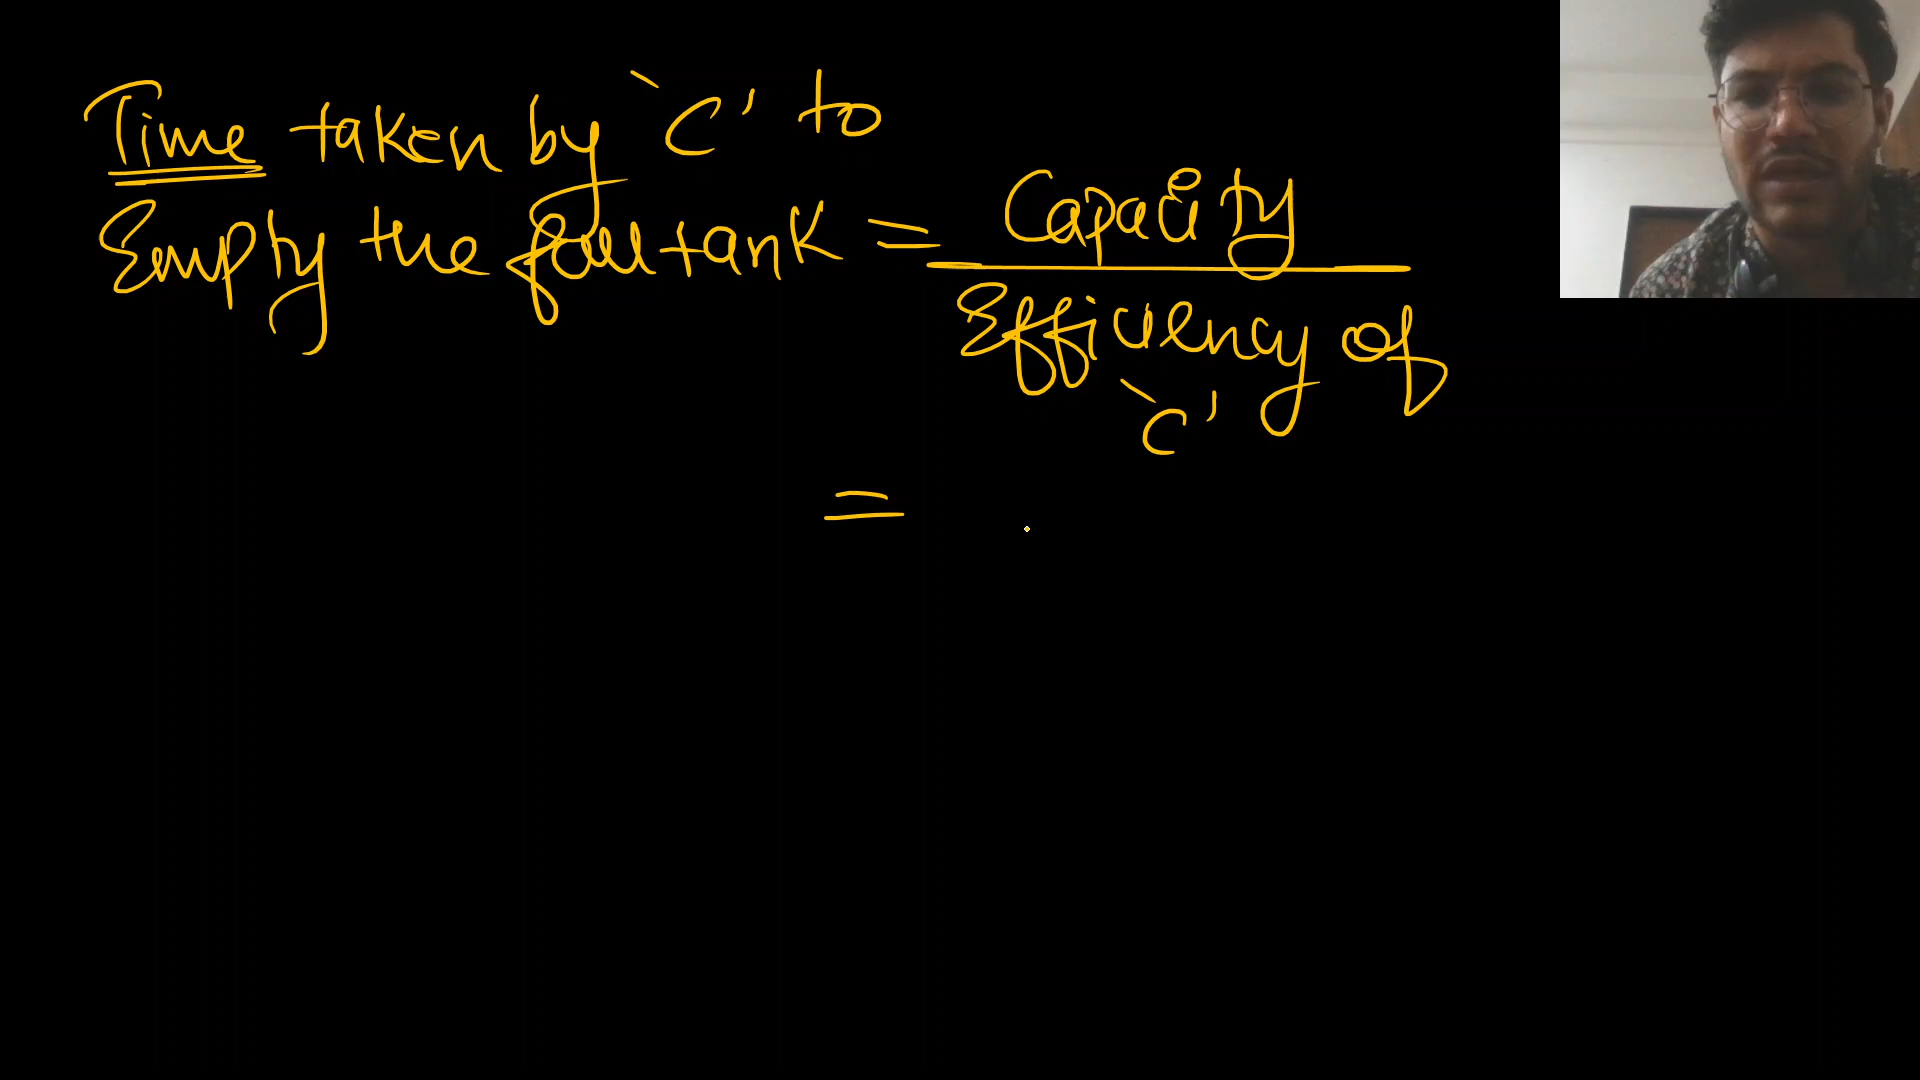 Time taken by `C' to
Empty the full tank = Capacity
Efficiency of
`C'
=